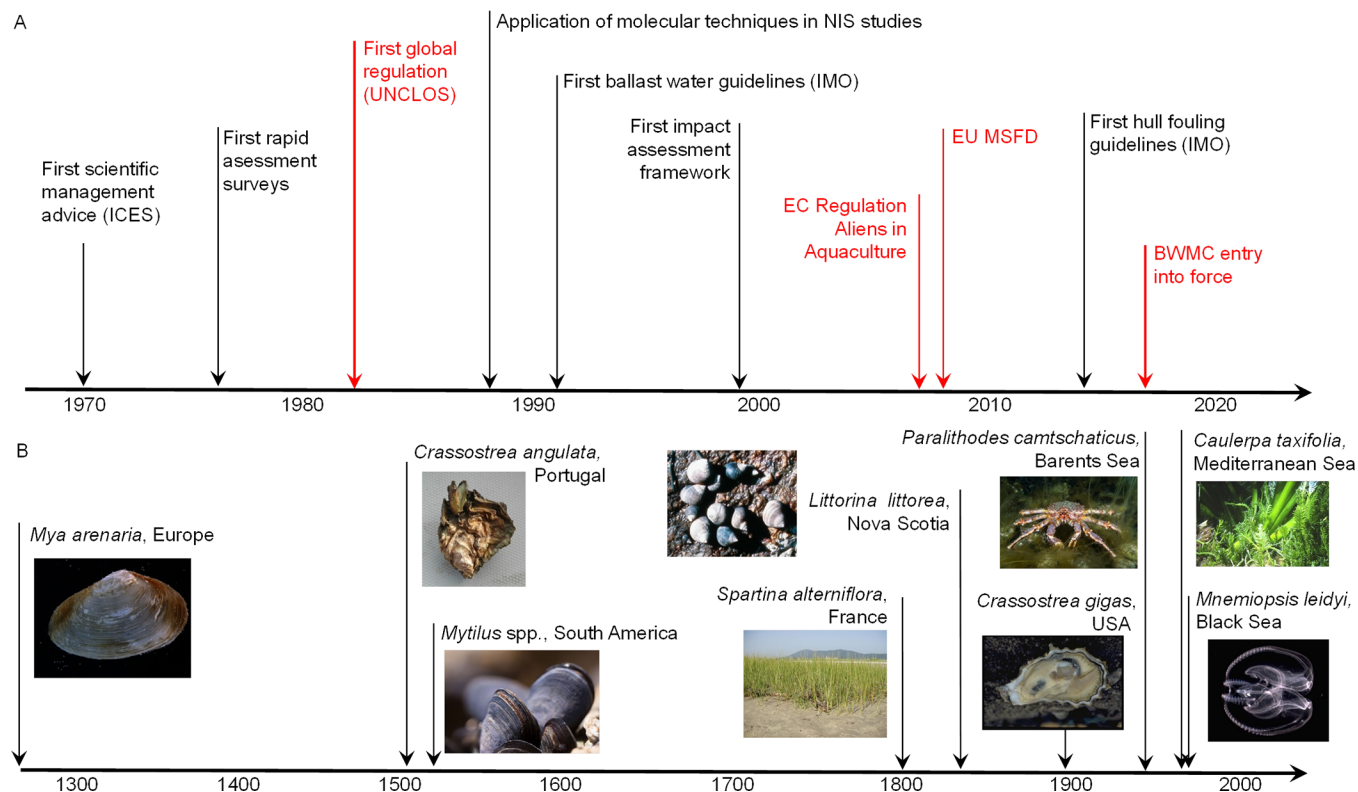 A
Application of molecular techniques in NIS studies
First global
regulation
(UNCLOS)
First ballast water guidelines (IMO)
First rapid
asessment
surveys
First impact
assessment
framework
EU MSFD
First hull fouling
guidelines (IMO)
First scientific
management
advice (ICES)
EC Regulation
Aliens in
Aquaculture
BWMC entry
into force
1970
1980
1990
2000
2010
2020
B
Crassostrea angulata,
Portugal
Paralithodes camtschaticus,
Barents Sea
Caulerpa taxifolia,
Mediterranean Sea
Littorina littorea,
Nova Scotia
Mya arenaria, Europe
Spartina alterniflora,
France
Crassostrea gigas,
USA
Mnemiopsis leidyi,
Black Sea
Mytilus spp., South America
1300
1400
1500
1600
1700
1800
1900
2000